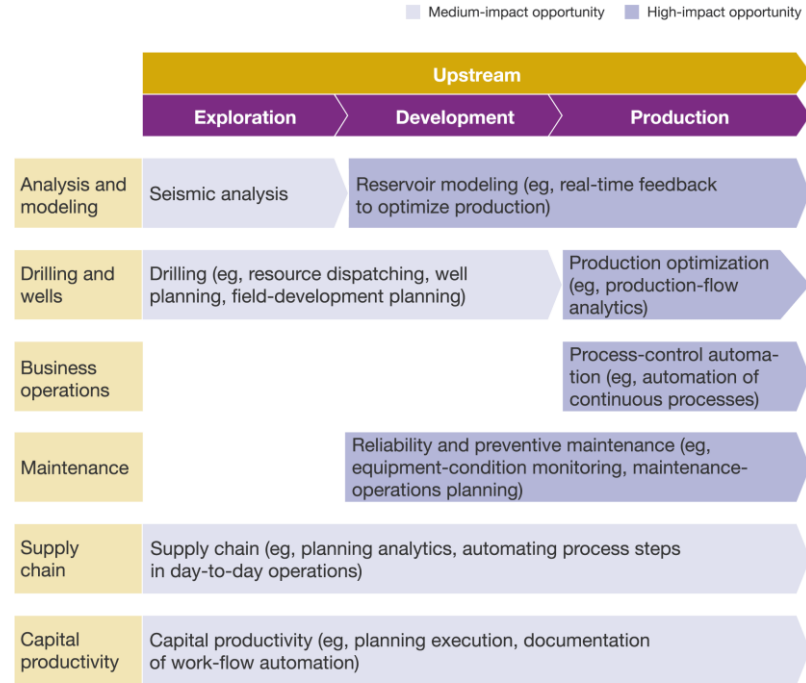 Medium-impact opportunity
High-impact opportunity
Upstream
Exploration
Development
Production
Analysis and
modeling
Seismic analysis
Reservoir modeling (eg, real-time feedback
to optimize production)
Drilling and
wells
Drilling (eg, resource dispatching, well
planning, field-development planning)
Production optimization
(eg, production-flow
analytics)
Business
operations
Process-control automa-
tion (eg, automation of
continuous processes)
Maintenance
Reliability and preventive maintenance (eg,
equipment-condition monitoring, maintenance-
operations planning)
Supply
chain
Supply chain (eg, planning analytics, automating process steps
in day-to-day operations)
Capital
productivity
Capital productivity (eg, planning execution, documentation
of work-flow automation)